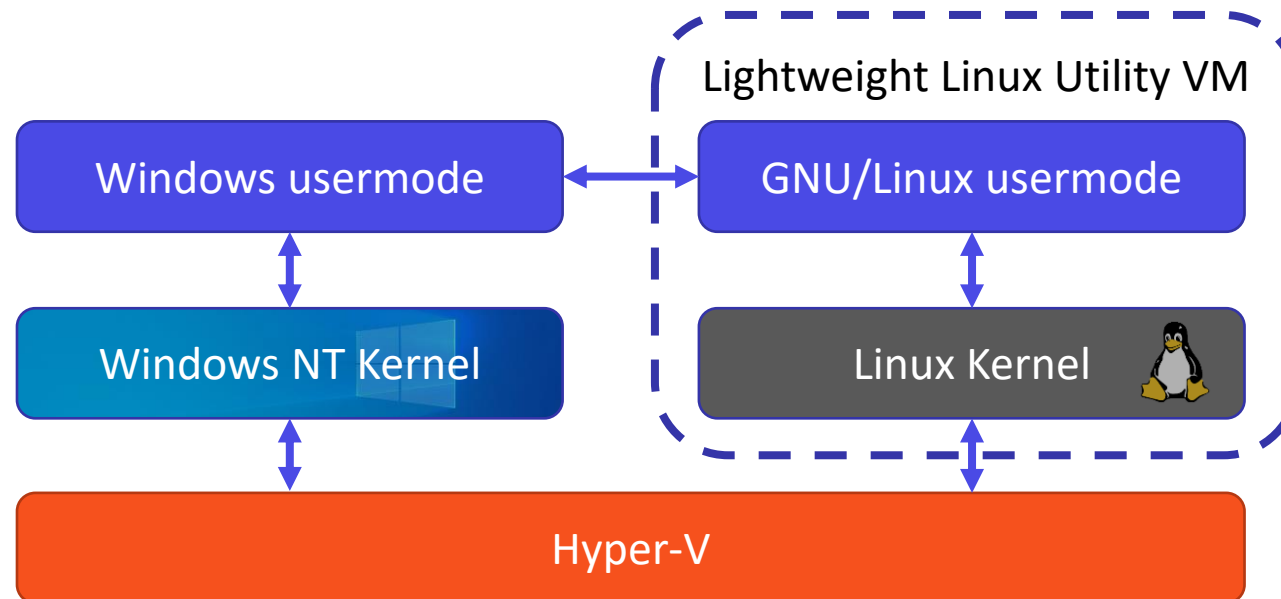 Lightweight Linux Utility VM
Windows usermode
GNU/Linux usermode
Windows NT Kernel
Linux Kernel
Hyper-V